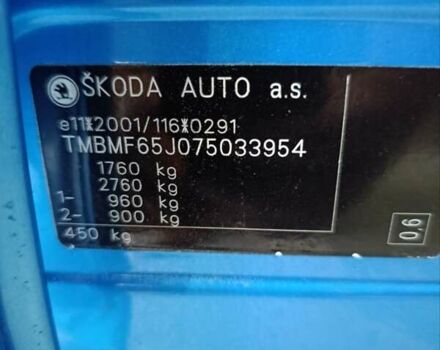 ŠKODA AUTO a.s.
e11*2001/116*0291
TMBMF65J075033954
1760 kg
2760 kg
1- 960 kg
2- 900 kg
450 kg
0.6